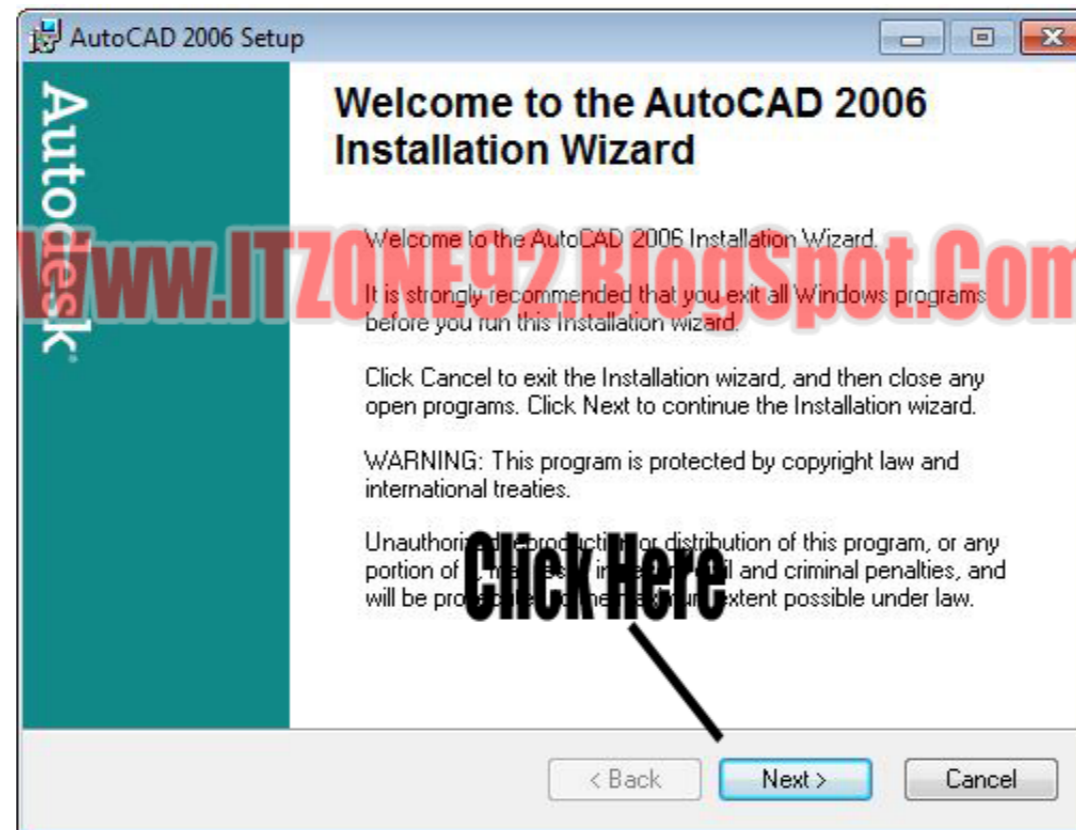 AutoCAD 2006 Setup
Autodesk
Welcome to the AutoCAD 2006
Installation Wizard
Welcome to the AutoCAD 2006 Installation Wizard.
Www.ITZONE92.BlogSpot.Com
It is strongly recommended that you exit all Windows programs
before you run this Installation wizard.
Click Cancel to exit the Installation wizard, and then close any
open programs. Click Next to continue the Installation wizard.
WARNING: This program is protected by copyright law and
international treaties.
Unauthorized reproduction or distribution of this program, or any
portion of and criminal penalties, and
will be extent possible under law.
Click Here
< Back
Next >
Cancel